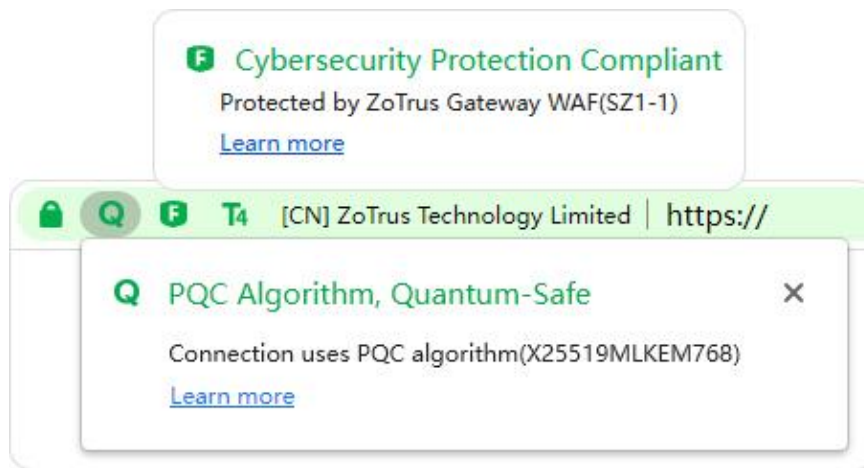 F Cybersecurity Protection Compliant
Protected by ZoTrus Gateway WAF(SZ1-1)
Learn more
Q F T4 [CN] ZoTrus Technology Limited | https://
Q PQC Algorithm, Quantum-Safe ×
Connection uses PQC algorithm(X25519MLKEM768)
Learn more